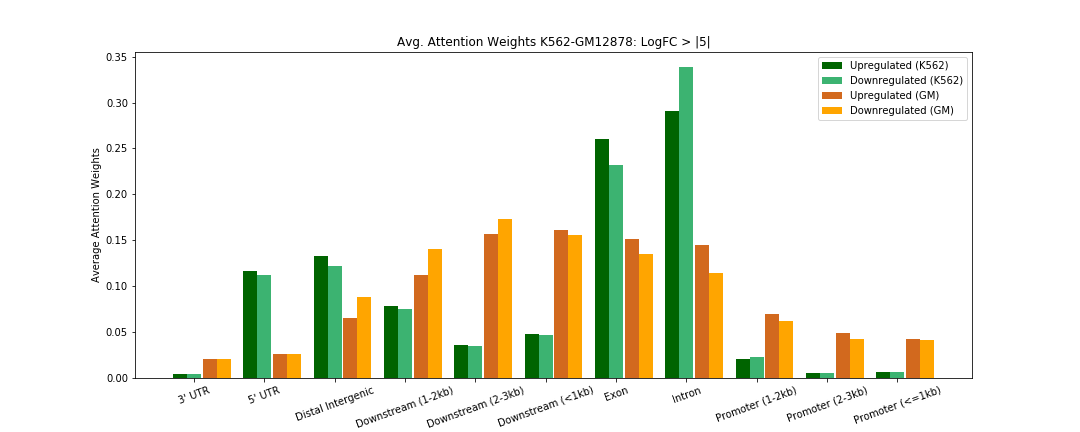 Avg. Attention Weights K562-GM12878: LogFC > |5|
Average Attention Weights
0.35
0.30
0.25
0.20
0.15
0.10
0.05
0.00
Upregulated (K562)
Downregulated (K562)
Upregulated (GM)
Downregulated (GM)
3' UTR
5' UTR
Distal Intergenic
Downstream (1-2kb)
Downstream (2-3kb)
Downstream (<1kb)
Exon
Intron
Promoter (1-2kb)
Promoter (2-3kb)
Promoter (<=1kb)